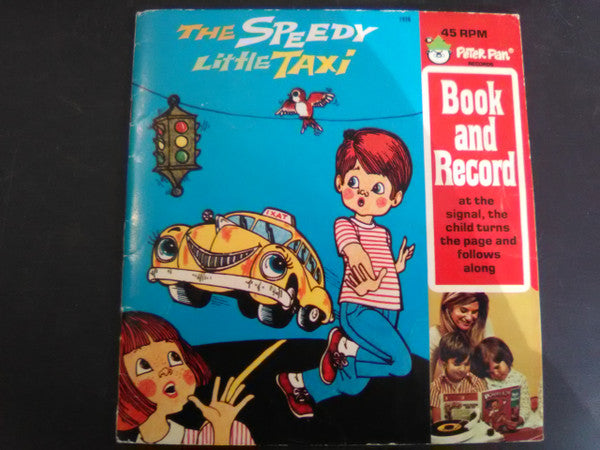 THE SPEEDY
LittLE TAXI
45 RPM
PETER PAN®
RECORDS
Book
and
Record
at the
signal, the
child turns
the page and
follows
along
IXAT